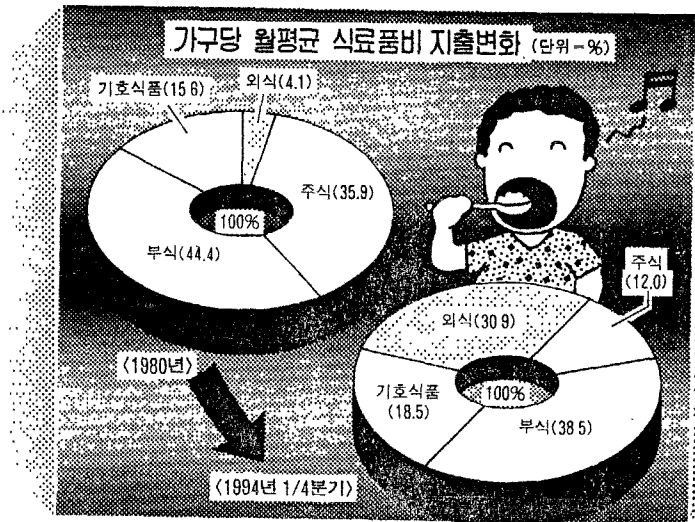 가구당 월평균 식료품비 지출변화 (단위=%)
기호식품(15.6)
외식(4.1)
주식(35.9)
100%
부식(44.4)
〈1980년〉
주식
(12.0)
외식(30.9)
100%
기호식품
(18.5)
부식(38.5)
〈1994년 1/4분기〉